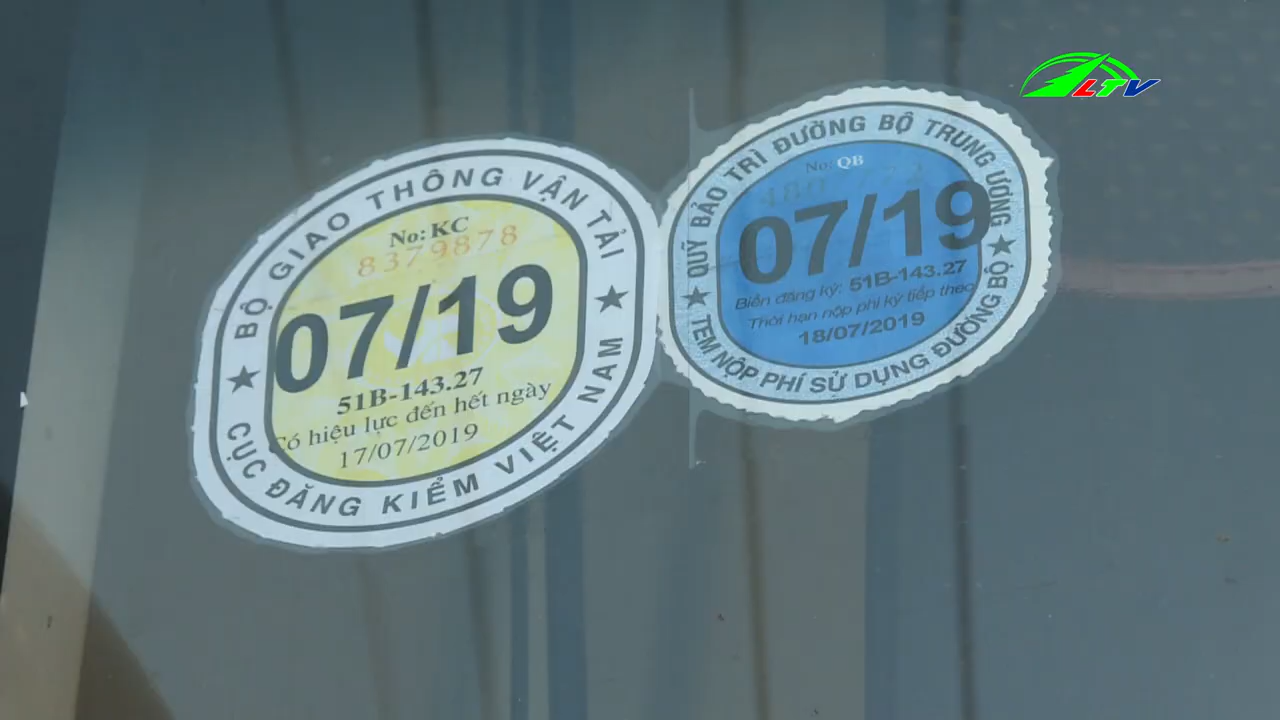 BỘ GIAO THÔNG VẬN TẢI
No: KC
8379878
07/19
51B-143.27
Có hiệu lực đến hết ngày
17/07/2019
CỤC ĐĂNG KIỂM VIỆT NAM
QUỸ BẢO TRÌ ĐƯỜNG BỘ TRUNG ƯƠNG
No: QB
07/19
Biển đăng ký: 51B-143.27
Thời hạn nộp phí kỳ tiếp theo
18/07/2019
TEM NỘP PHÍ SỬ DỤNG ĐƯỜNG BỘ
LTV